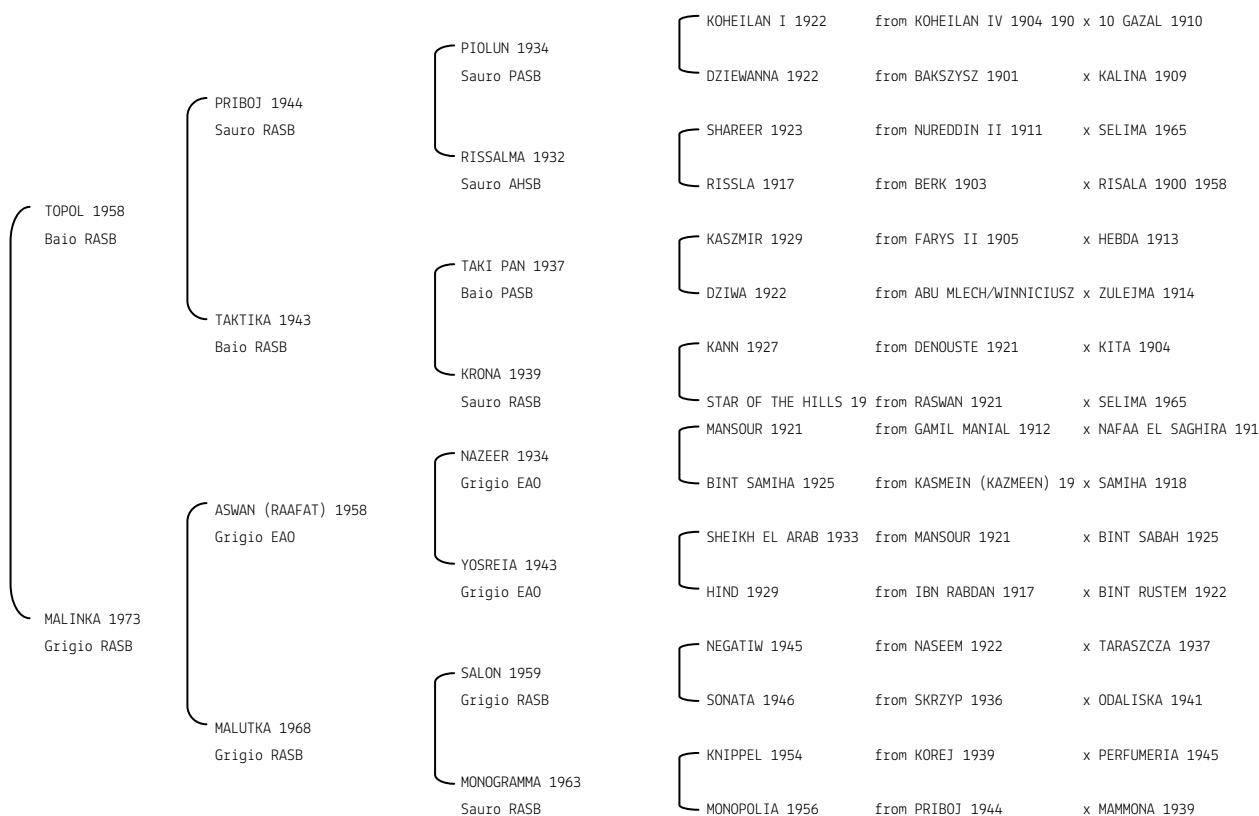 KOHEILAN I 1922 from KOHEILAN IV 1904 190 x 10 GAZAL 1910
PIOLUN 1934
Sauro PASB DZIEWANNA 1922 from BAKSZYSZ 1901 x KALINA 1909
PRIBOJ 1944
Sauro RASB SHAREER 1923 from NUREDDIN II 1911 x SELIMA 1965
RISSALMA 1932
Sauro AHSB RISSLA 1917 from BERK 1903 x RISALA 1900 1958
TOPOL 1958
Baio RASB KASZMIR 1929 from FARYS II 1905 x HEBDA 1913
TAKI PAN 1937
Baio PASB DZIWA 1922 from ABU MLECH/WINNICIUSZ x ZULEJMA 1914
TAKTIKA 1943
Baio RASB KANN 1927 from DENOUSTE 1921 x KITA 1904
KRONA 1939
Sauro RASB STAR OF THE HILLS 19 from RASWAN 1921 x SELIMA 1965
MANSOUR 1921 from GAMIL MANIAL 1912 x NAFAA EL SAGHIRA 191
NAZEER 1934
Grigio EAO BINT SAMIHA 1925 from KASMEIN (KAZMEEN) 19 x SAMIHA 1918
ASWAN (RAAFAT) 1958
Grigio EAO SHEIKH EL ARAB 1933 from MANSOUR 1921 x BINT SABAH 1925
YOSREIA 1943
Grigio EAO HIND 1929 from IBN RABDAN 1917 x BINT RUSTEM 1922
MALINKA 1973
Grigio RASB NEGATIW 1945 from NASEEM 1922 x TARASZCZA 1937
SALON 1959
Grigio RASB SONATA 1946 from SKRZYP 1936 x ODALISKA 1941
MALUTKA 1968
Grigio RASB KNIPPEL 1954 from KOREJ 1939 x PERFUMERIA 1945
MONOGRAMMA 1963
Sauro RASB MONOPOLIA 1956 from PRIBOJ 1944 x MAMMONA 1939